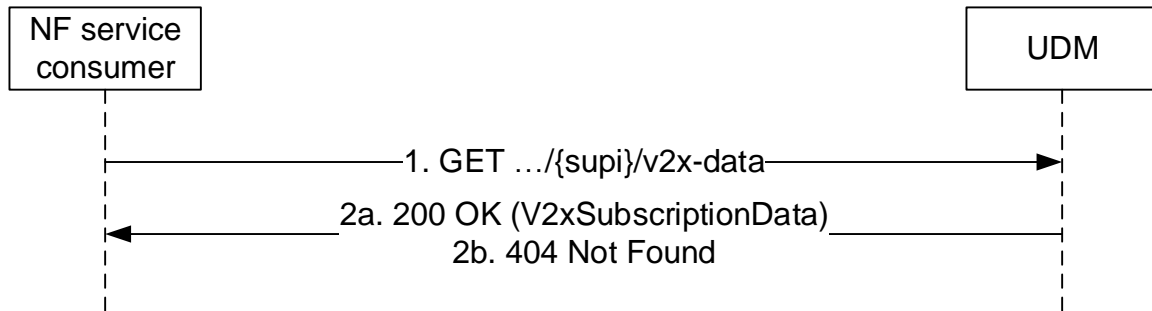 NF service
consumer
UDM
1. GET …/{supi}/v2x-data
2a. 200 OK (V2xSubscriptionData)
2b. 404 Not Found